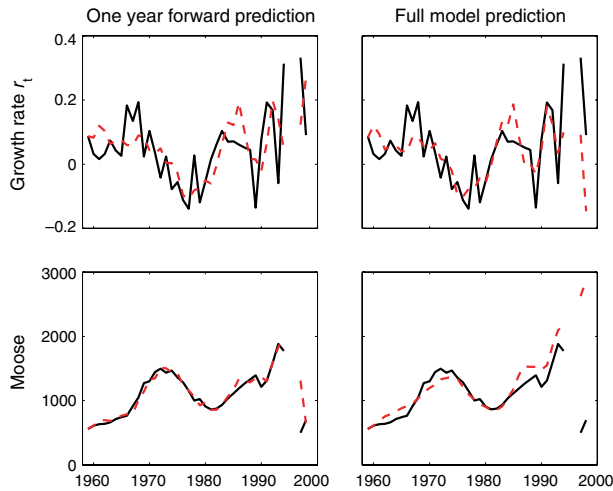 One year forward prediction
Full model prediction
Growth rate rt
0.4
0.2
0
−0.2
Moose
3000
2000
1000
0
1960 1970 1980 1990 2000
1960 1970 1980 1990 2000